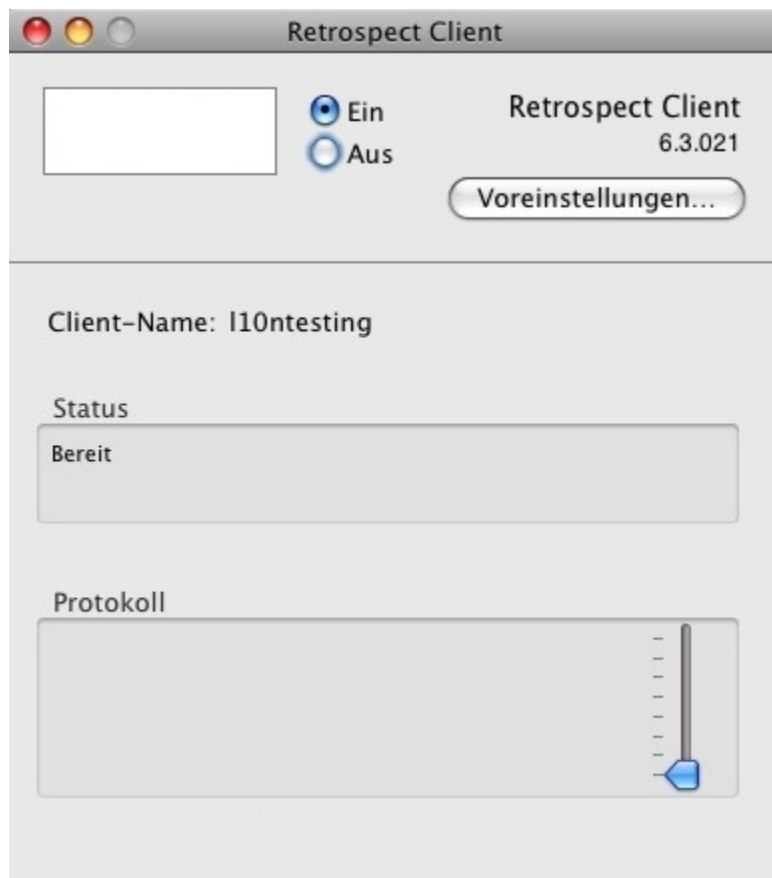 Retrospect Client
Ein
Aus
Retrospect Client
6.3.021
Voreinstellungen...
Client-Name: l10ntesting
Status
Bereit
Protokoll